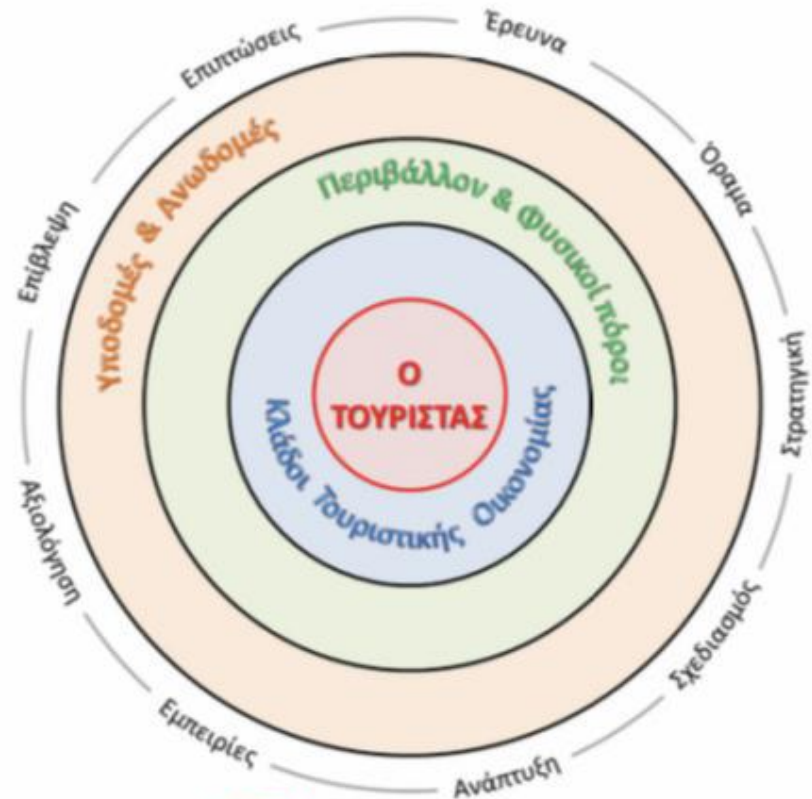 Έρευνα
Όραμα
Στρατηγική
Σχεδιασμός
Ανάπτυξη
Εμπειρίες
Αξιολόγηση
Επίβλεψη
Επιπτώσεις
Υποδομές & Ανωδομές
Περιβάλλον & Φυσικοί πόροι
Ο
ΤΟΥΡΙΣΤΑΣ
Κλάδοι Τουριστικής Οικονομίας